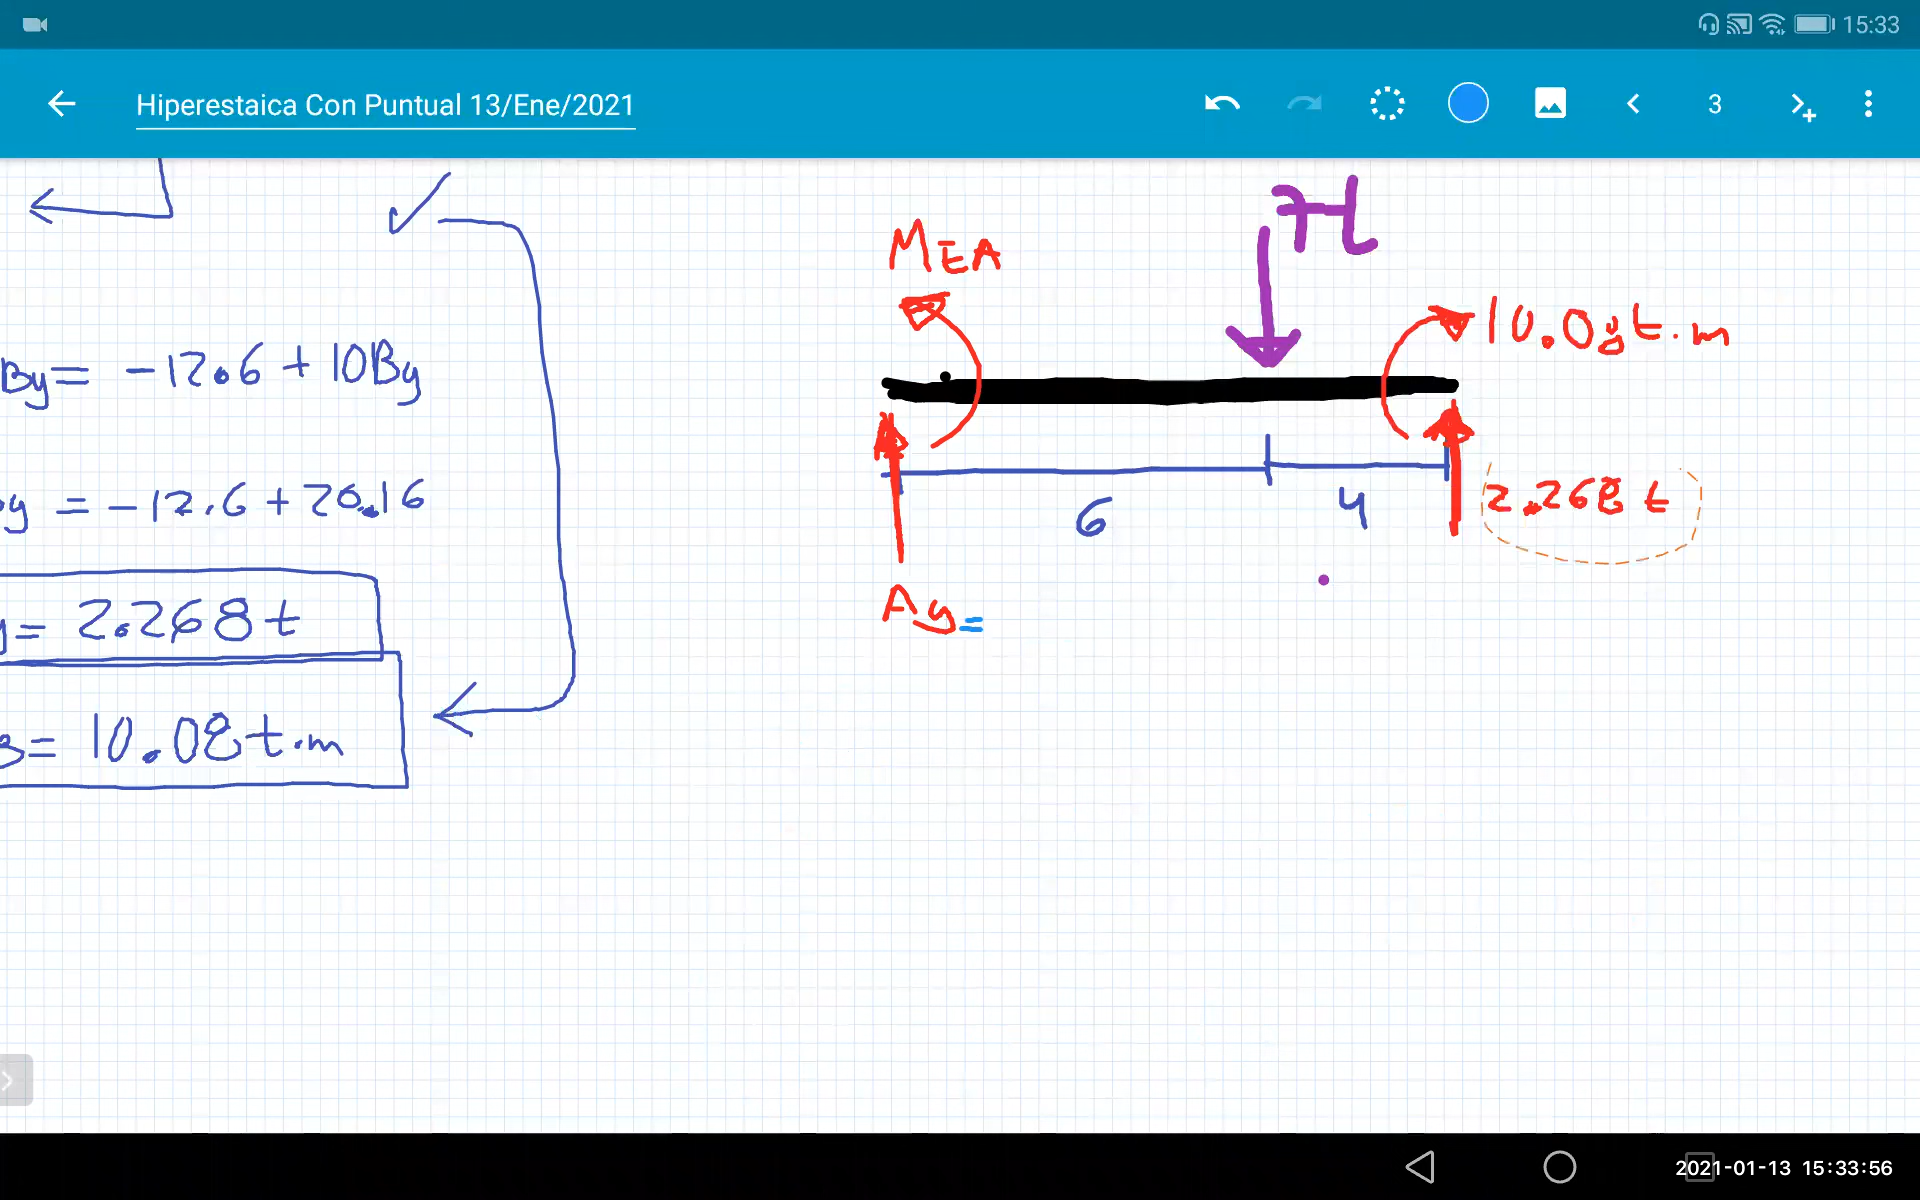 15:33
Hiperestaica Con Puntual 13/Ene/2021
3
7t
MEA
10.08t.m
By= -12.6 + 10By
6
4
2.268 t
y = -12.6 + 20.16
Ay=
y= 2.268t
B= 10.08t.m
2021-01-13 15:33:56